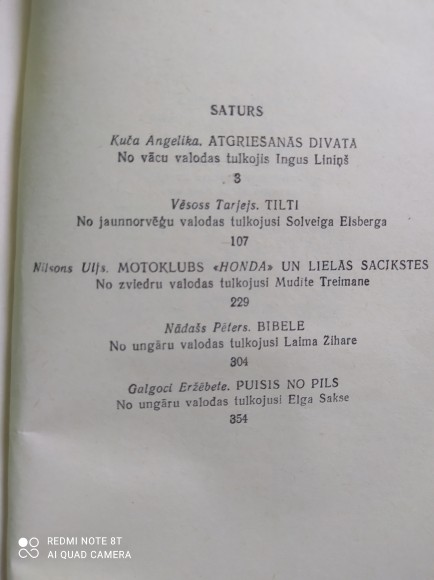 SATURS
Kuča Angelika. ATGRIEŠANĀS DIVATĀ
No vācu valodas tulkojis Ingus Liniņš
3
Vēsoss Tarjejs. TILTI
No jaunnorvēģu valodas tulkojusi Solveiga Elsberga
107
Nilsons Ulfs. MOTOKLUBS «HONDA» UN LIELĀS SACĪKSTES
No zviedru valodas tulkojusi Mudīte Treimane
229
Nādašs Pēters. BĪBELE
No ungāru valodas tulkojusi Laima Zihare
304
Galgoci Eržēbete. PUISIS NO PILS
No ungāru valodas tulkojusi Elga Sakse
354
REDMI NOTE 8T
AI QUAD CAMERA